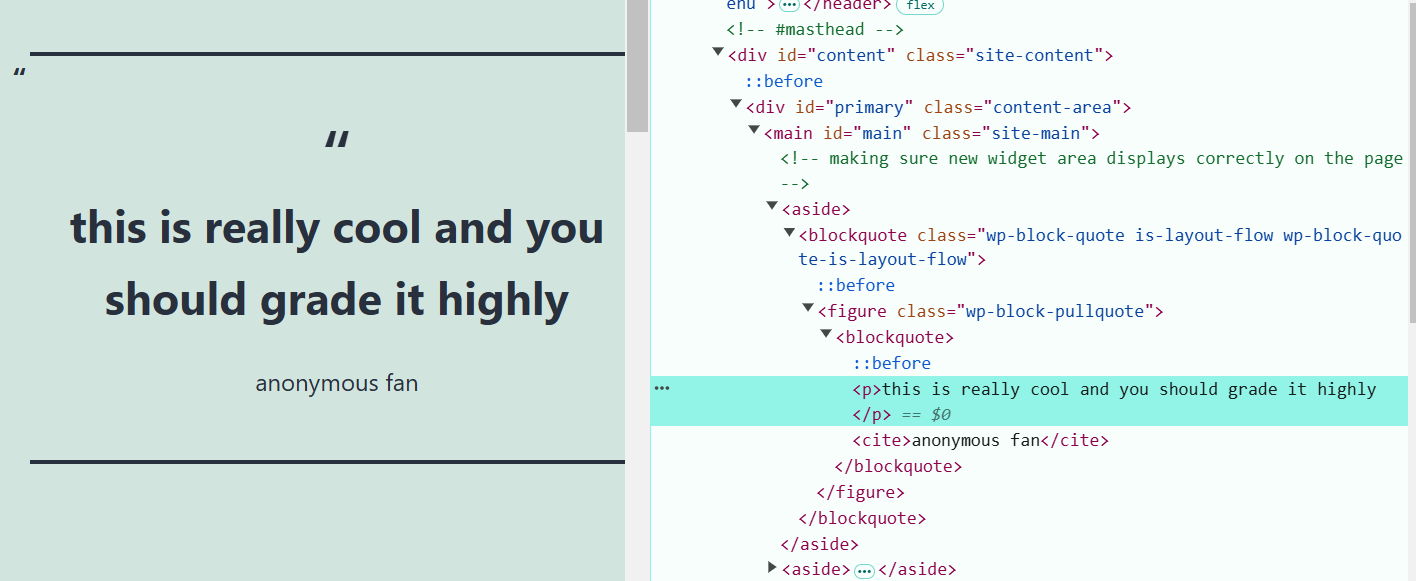 “
“
this is really cool and you
should grade it highly
anonymous fan
enu">•••</header> flex
<!-- #masthead -->
<div id="content" class="site-content">
::before
<div id="primary" class="content-area">
<main id="main" class="site-main">
<!-- making sure new widget area displays correctly on the page
-->
<aside>
<blockquote class="wp-block-quote is-layout-flow wp-block-quo
te-is-layout-flow">
::before
<figure class="wp-block-pullquote">
<blockquote>
::before
••• <p>this is really cool and you should grade it highly
</p> == $0
<cite>anonymous fan</cite>
</blockquote>
</figure>
</blockquote>
</aside>
<aside>•••</aside>